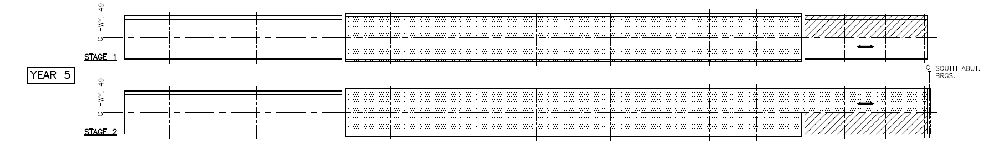 ℄ HWY. 49
STAGE 1
YEAR 5
℄ SOUTH ABUT.
BRGS.
℄ HWY. 49
STAGE 2